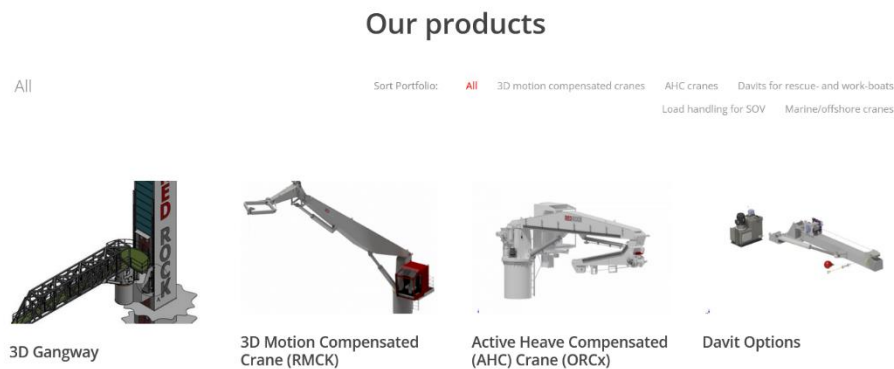 Our products
All
Sort Portfolio: All 3D motion compensated cranes AHC cranes Davits for rescue- and work-boats
Load handling for SOV Marine/offshore cranes
RED ROCK
3D Gangway
3D Motion Compensated
Crane (RMCK)
Active Heave Compensated
(AHC) Crane (ORCx)
Davit Options